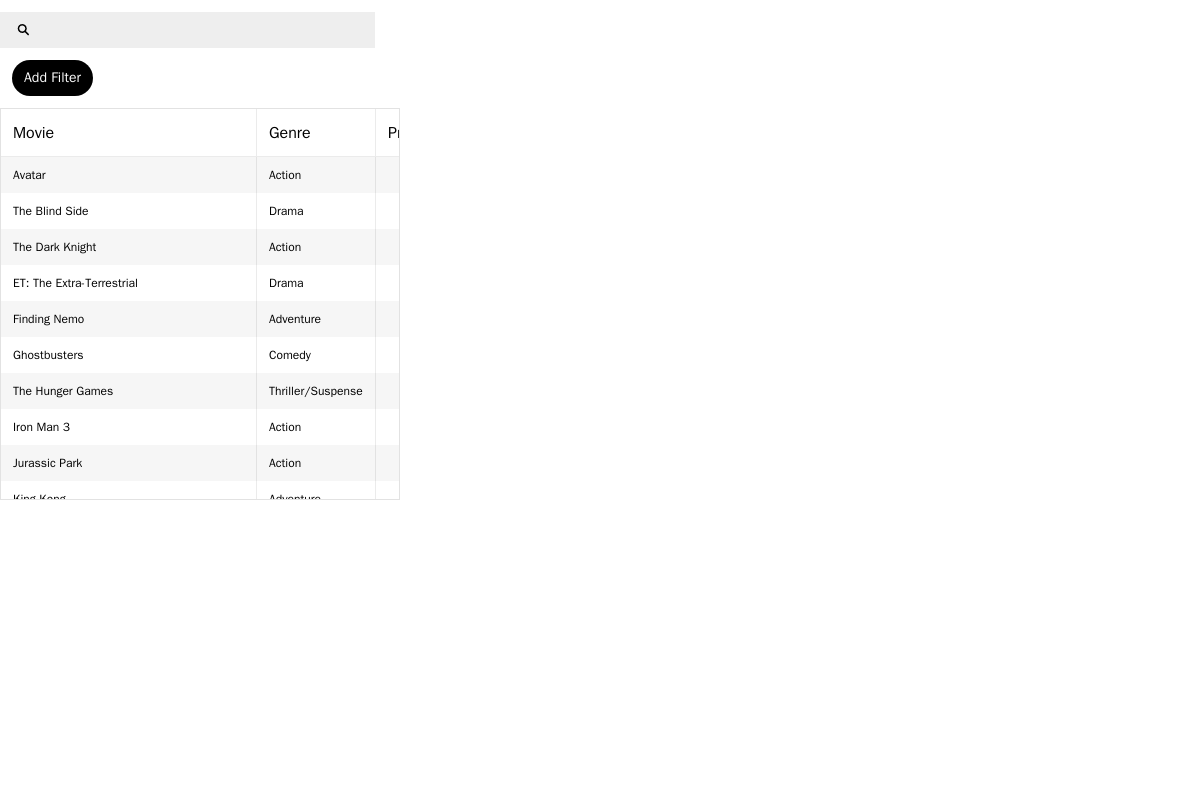 Add Filter
Movie Genre
Avatar Action
The Blind Side Drama
The Dark Knight Action
ET: The Extra-Terrestrial Drama
Finding Nemo Adventure
Ghostbusters Comedy
The Hunger Games Thriller/Suspense
Iron Man 3 Action
Jurassic Park Action
King Kong Adventure